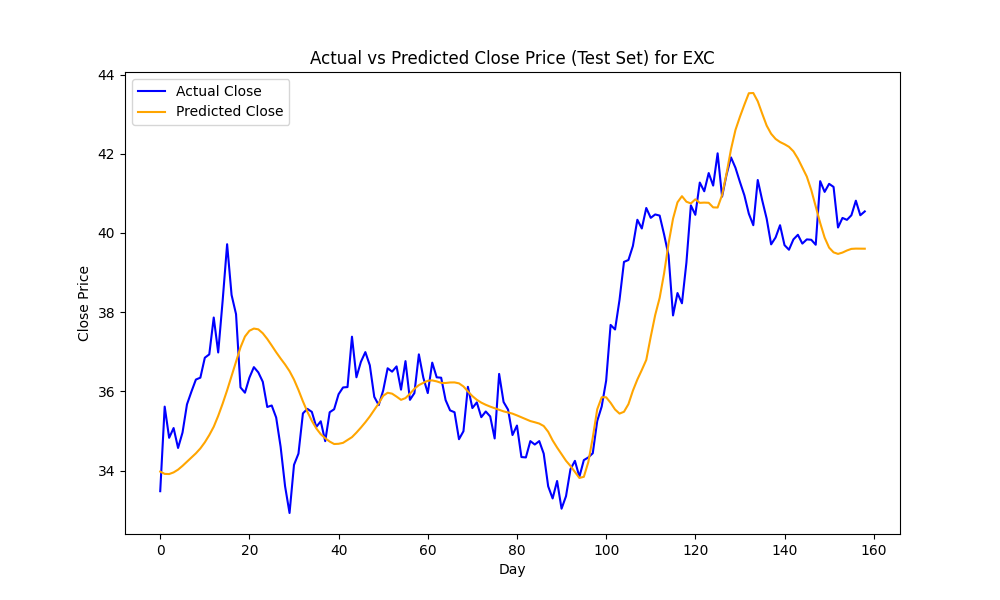 Actual vs Predicted Close Price (Test Set) for EXC
Actual Close
Predicted Close
44
42
40
38
36
34
Close Price
0 20 40 60 80 100 120 140 160
Day